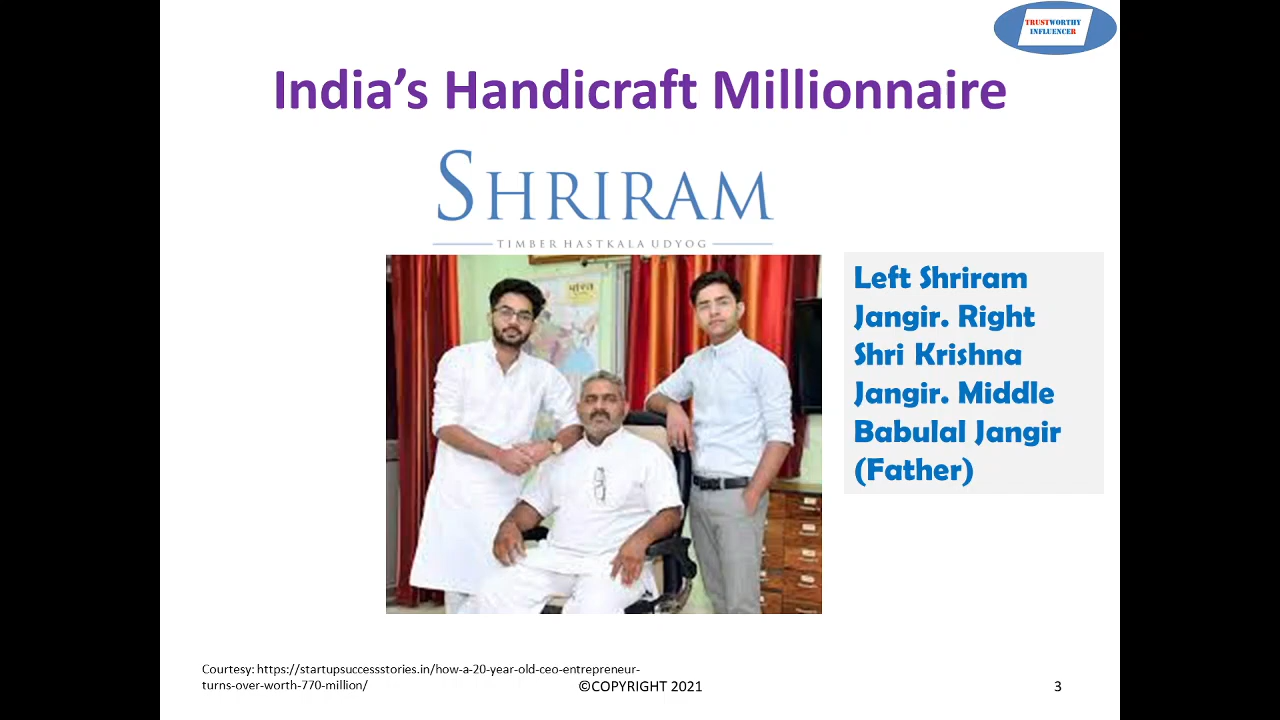 TRUSTWORTHY
INFLUENCER
India's Handicraft Millionnaire
SHRIRAM
TIMBER HASTKALA UDYOG
भारत
Left Shriram
Jangir. Right
Shri Krishna
Jangir. Middle
Babulal Jangir
(Father)
Courtesy: https://startupsuccessstories.in/how-a-20-year-old-ceo-entrepreneur-
turns-over-worth-770-million/
©COPYRIGHT 2021
3